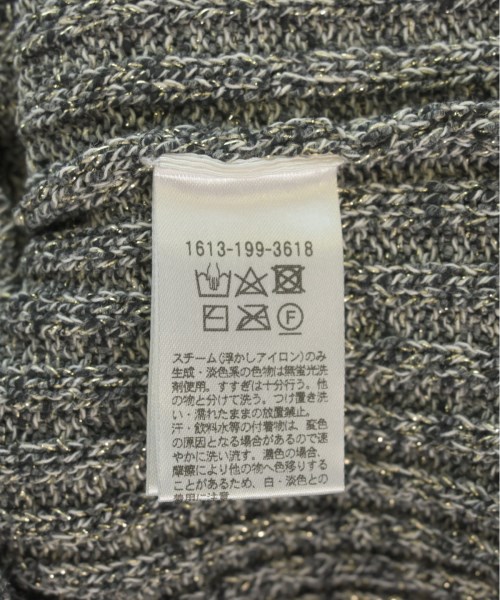 1613-199-3618
F
スチーム(浮かしアイロン)のみ
生成・淡色系の色物は無蛍光洗
剤使用。すすぎは十分行う。他
の物と分けて洗う。つけ置き洗
い・濡れたままの放置禁止。
汗・飲料水等の付着物は、変色
の原因となる場合があるので速
やかに洗い流す。濃色の場合、
摩擦により他の物へ色移りする
ことがあるため、白・淡色との
着用に注意